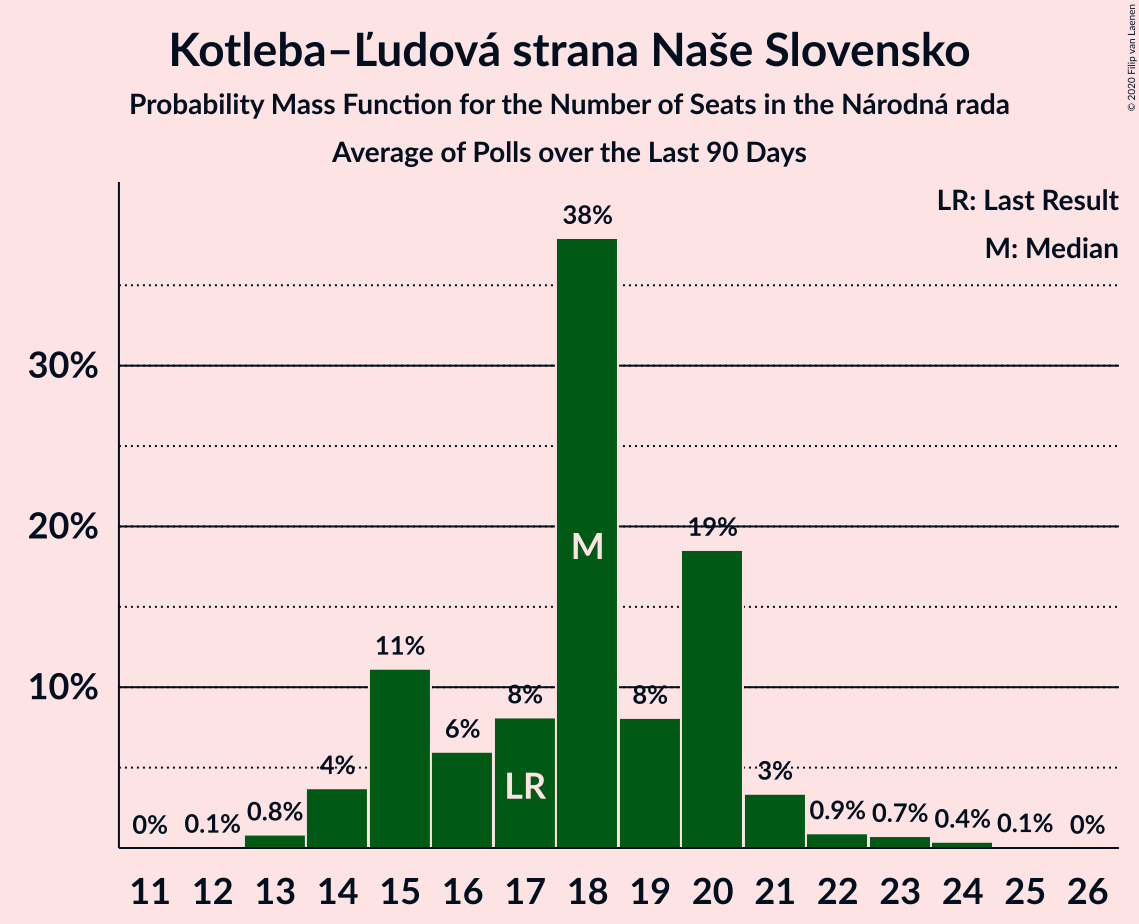 Kotleba–Ľudová strana Naše Slovensko
Probability Mass Function for the Number of Seats in the Národná rada
Average of Polls over the Last 90 Days
© 2020 Filip van Laenen
LR: Last Result
M: Median
38%
30%
20%
19%
M
11%
10%
8%
8%
6%
4%
LR
3%
0%
0.1%
0.8%
0.9%
0.7%
0.4%
0.1%
0%
11 12 13 14 15 16 17 18 19 20 21 22 23 24 25 26